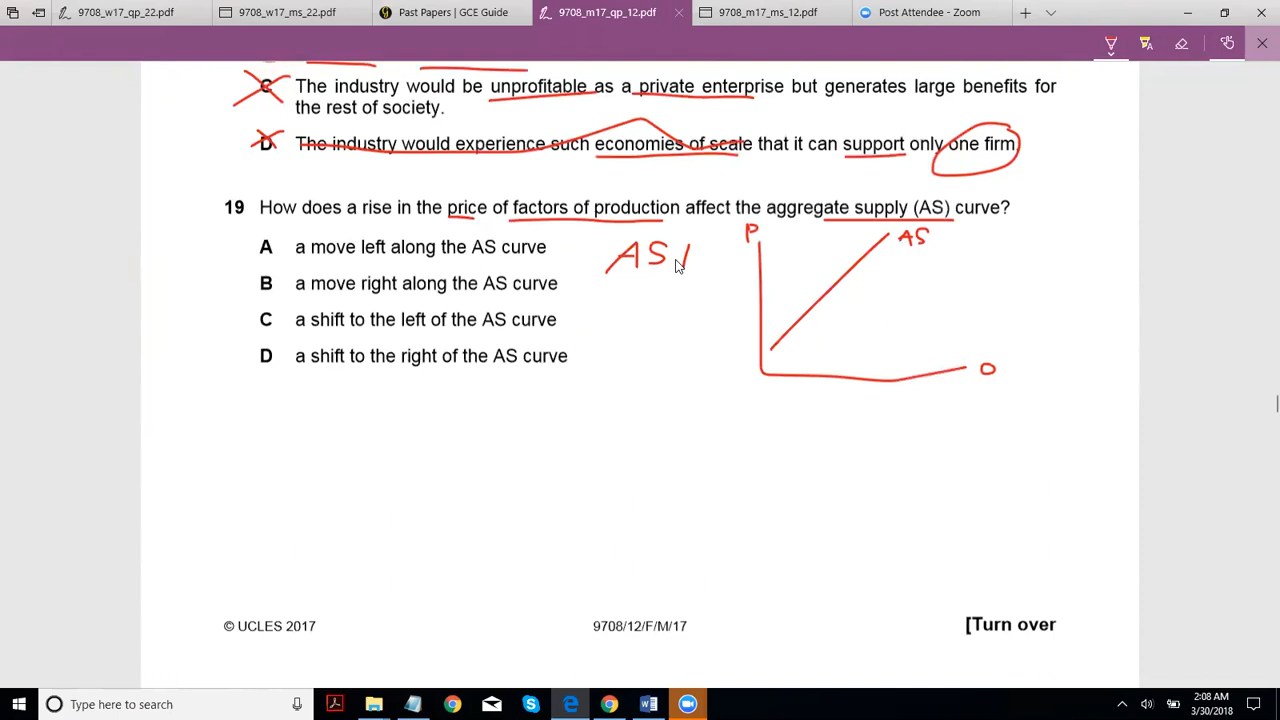 9708_w17_qp_22.pdf
9708_w17_ms_22.pdf
Past Papers | GCE Guide
9708_m17_qp_12.pdf
9708_m17_ms_12.pdf
Post Attendee - Zoom
C The industry would be unprofitable as a private enterprise but generates large benefits for
the rest of society.
D The industry would experience such economies of scale that it can support only one firm.
19 How does a rise in the price of factors of production affect the aggregate supply (AS) curve?
A a move left along the AS curve
B a move right along the AS curve
C a shift to the left of the AS curve
D a shift to the right of the AS curve
AS
P
AS
O
© UCLES 2017
9708/12/F/M/17
[Turn over
Type here to search
2:08 AM
3/30/2018